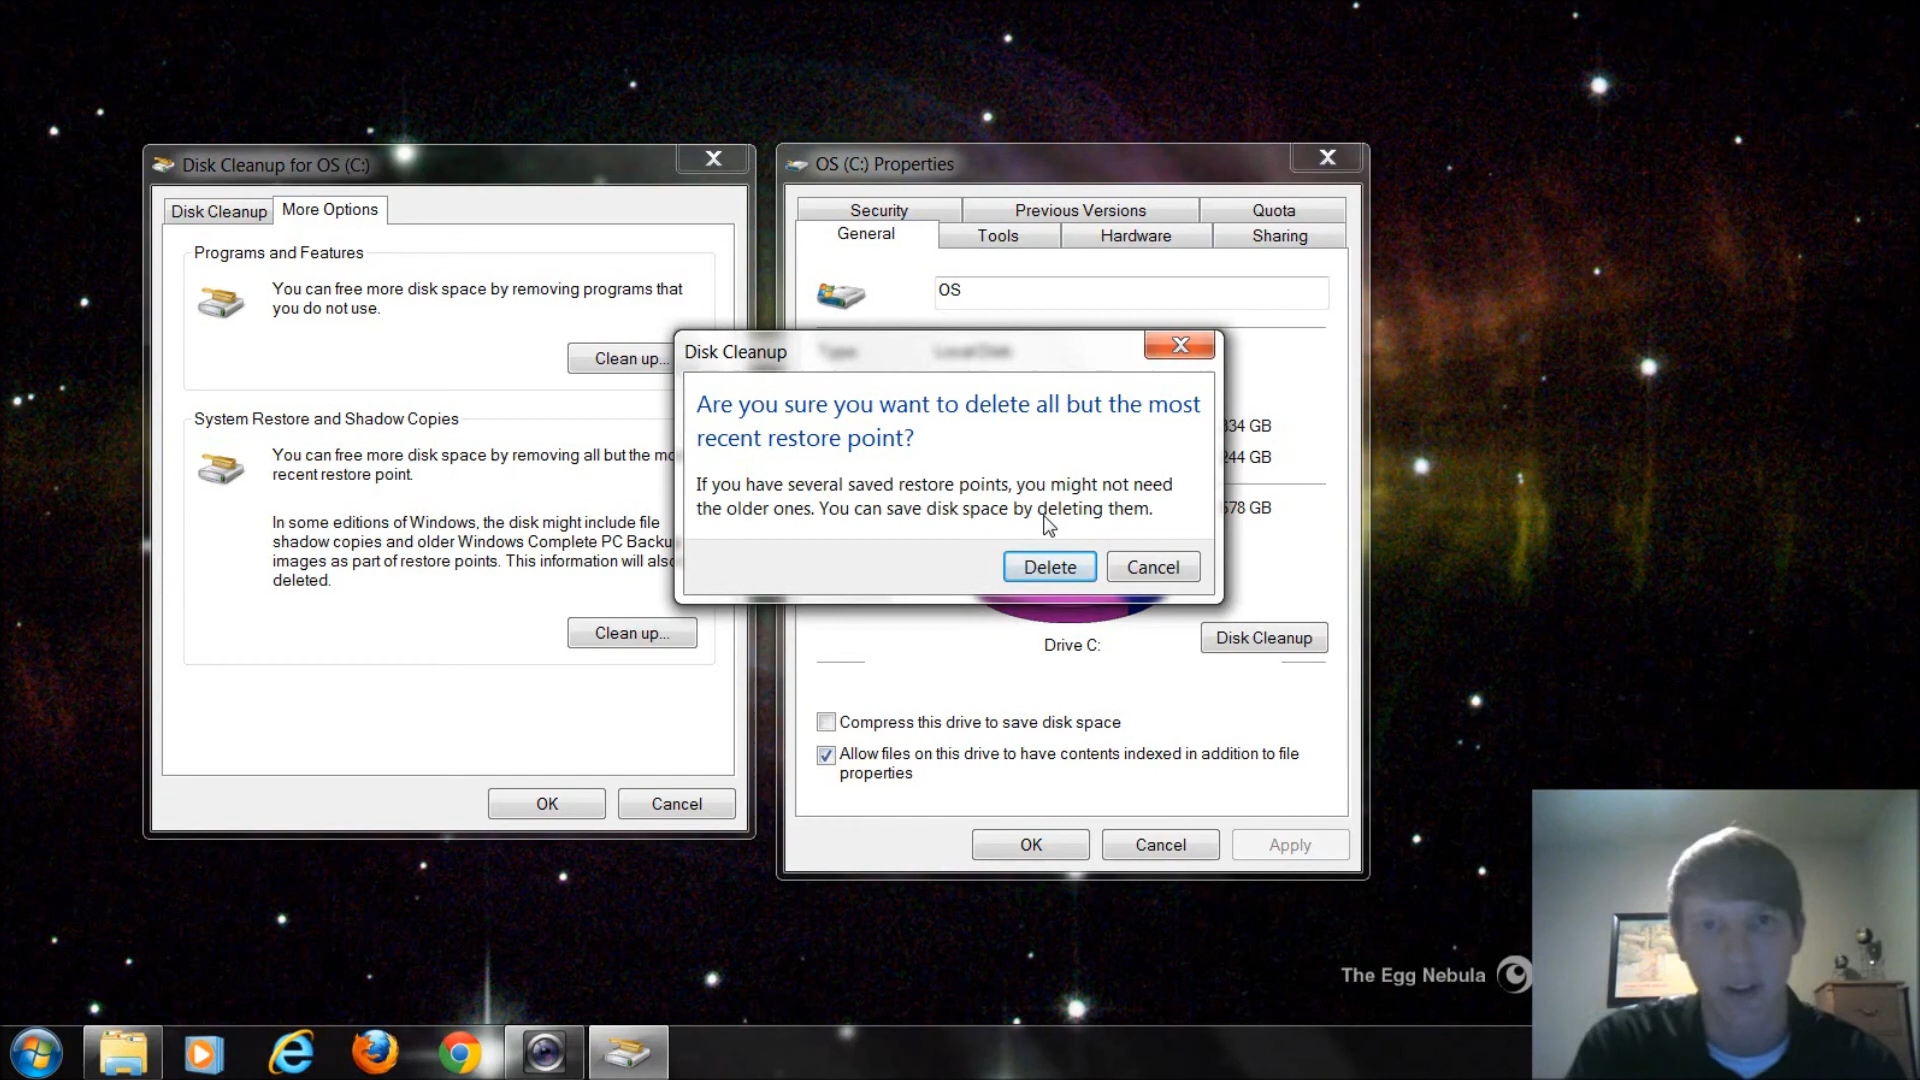 Disk Cleanup for OS (C:)
X
Disk Cleanup
More Options
Programs and Features
You can free more disk space by removing programs that
you do not use.
Clean up...
System Restore and Shadow Copies
You can free more disk space by removing all but the
recent restore point.
In some editions of Windows, the disk might include file
shadow copies and older Windows Complete PC
images as part of restore points. This information will
deleted.
Clean up...
OK
Cancel
OS (C:) Properties
X
Security
Previous Versions
Quota
General
Tools
Hardware
Sharing
OS
Disk Cleanup
X
Are you sure you want to delete all but the most
recent restore point?
If you have several saved restore points, you might not need
the older ones. You can save disk space by deleting them.
Delete
Cancel
334 GB
244 GB
578 GB
Drive C:
Disk Cleanup
Compress this drive to save disk space
Allow files on this drive to have contents indexed in addition to file
properties
OK
Cancel
Apply
The Egg Nebula